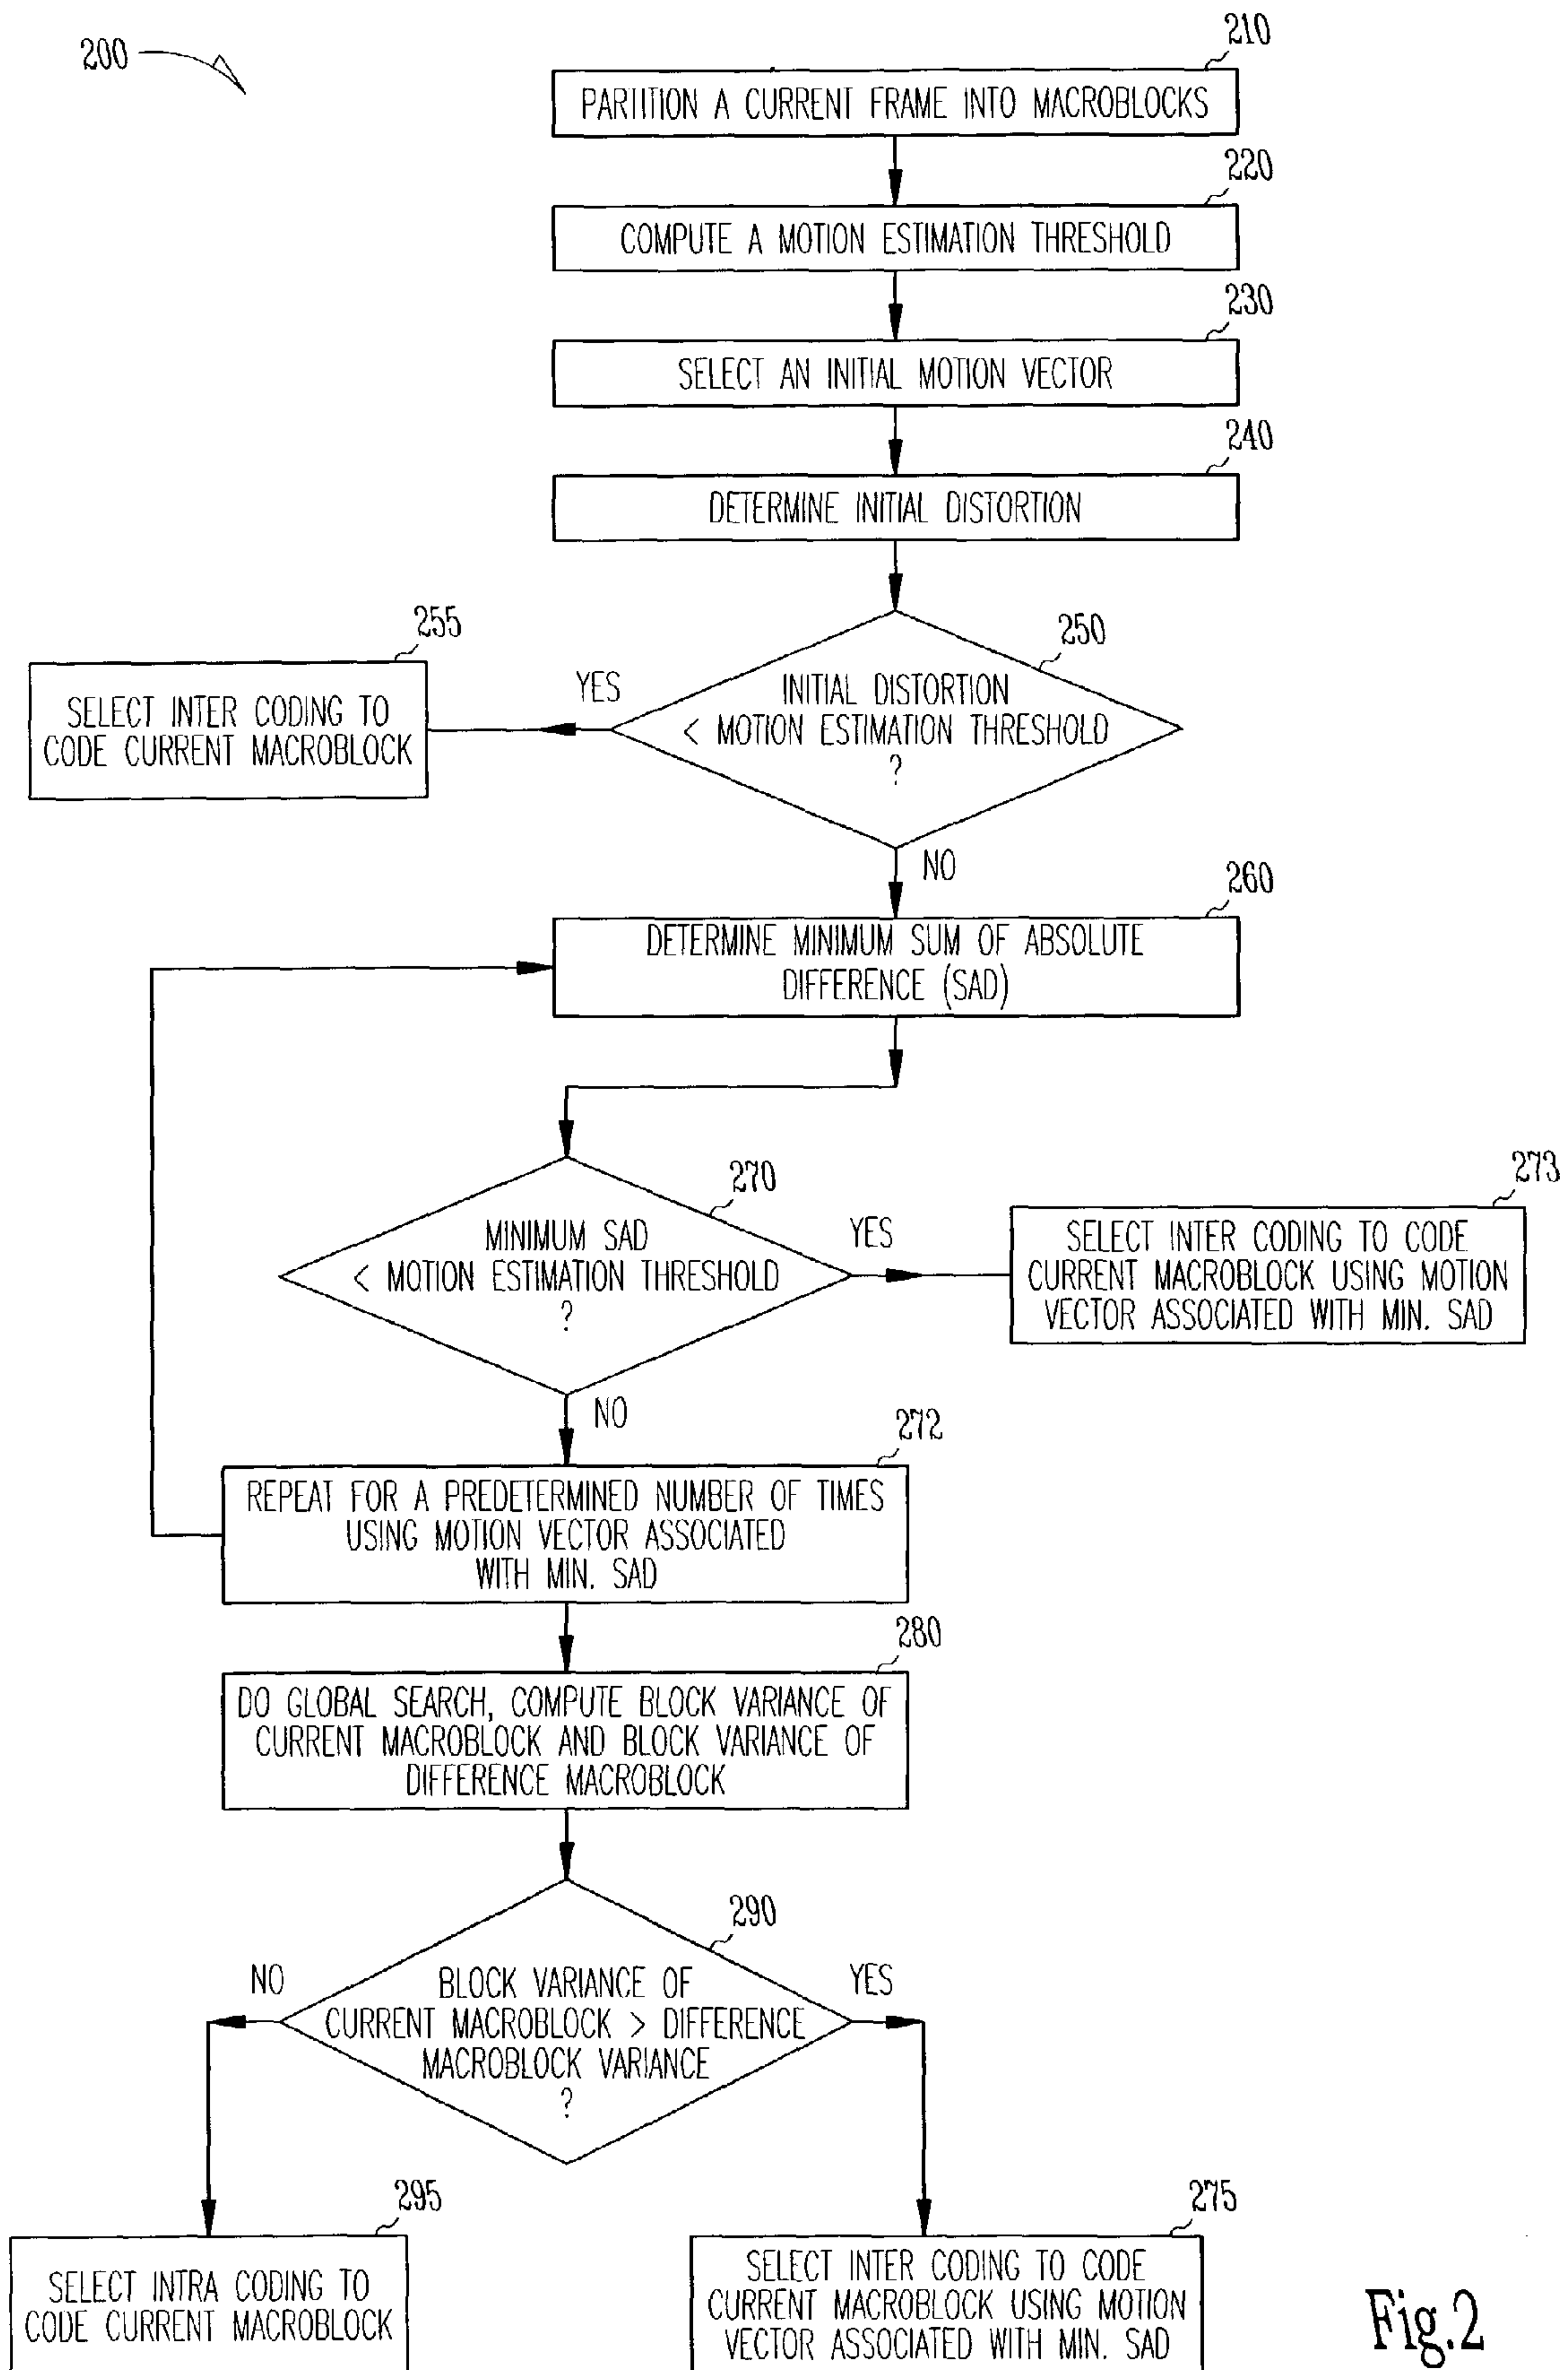 200
210
PARTITION A CURRENT FRAME INTO MACROBLOCKS
220
COMPUTE A MOTION ESTIMATION THRESHOLD
230
SELECT AN INITIAL MOTION VECTOR
240
DETERMINE INITIAL DISTORTION
250
INITIAL DISTORTION
< MOTION ESTIMATION THRESHOLD
?
YES
255
SELECT INTER CODING TO
CODE CURRENT MACROBLOCK
NO
260
DETERMINE MINIMUM SUM OF ABSOLUTE
DIFFERENCE (SAD)
270
MINIMUM SAD
< MOTION ESTIMATION THRESHOLD
?
YES
273
SELECT INTER CODING TO CODE
CURRENT MACROBLOCK USING MOTION
VECTOR ASSOCIATED WITH MIN. SAD
NO
272
REPEAT FOR A PREDETERMINED NUMBER OF TIMES
USING MOTION VECTOR ASSOCIATED
WITH MIN. SAD
280
DO GLOBAL SEARCH, COMPUTE BLOCK VARIANCE OF
CURRENT MACROBLOCK AND BLOCK VARIANCE OF
DIFFERENCE MACROBLOCK
290
BLOCK VARIANCE OF
CURRENT MACROBLOCK > DIFFERENCE
MACROBLOCK VARIANCE
?
NO
YES
295
SELECT INTRA CODING TO
CODE CURRENT MACROBLOCK
275
SELECT INTER CODING TO CODE
CURRENT MACROBLOCK USING MOTION
VECTOR ASSOCIATED WITH MIN. SAD
Fig.2